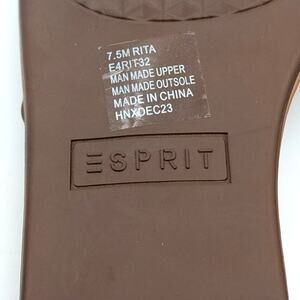 7.5M RITA
E4RIT32
MAN MADE UPPER
MAN MADE OUTSOLE
MADE IN CHINA
HNXDEC23
ESPRIT